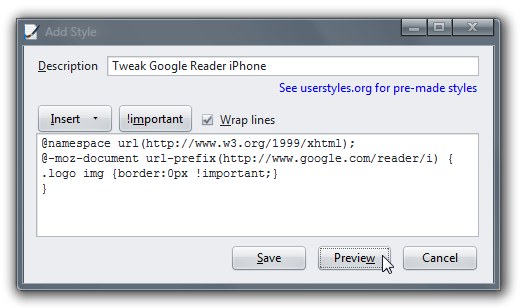 Add Style
Description Tweak Google Reader iPhone
See userstyles.org for pre-made styles
Insert !important Wrap lines
@namespace url(http://www.w3.org/1999/xhtml);
@-moz-document url-prefix(http://www.google.com/reader/i) {
.logo img {border:0px !important;}
}
Save Preview Cancel